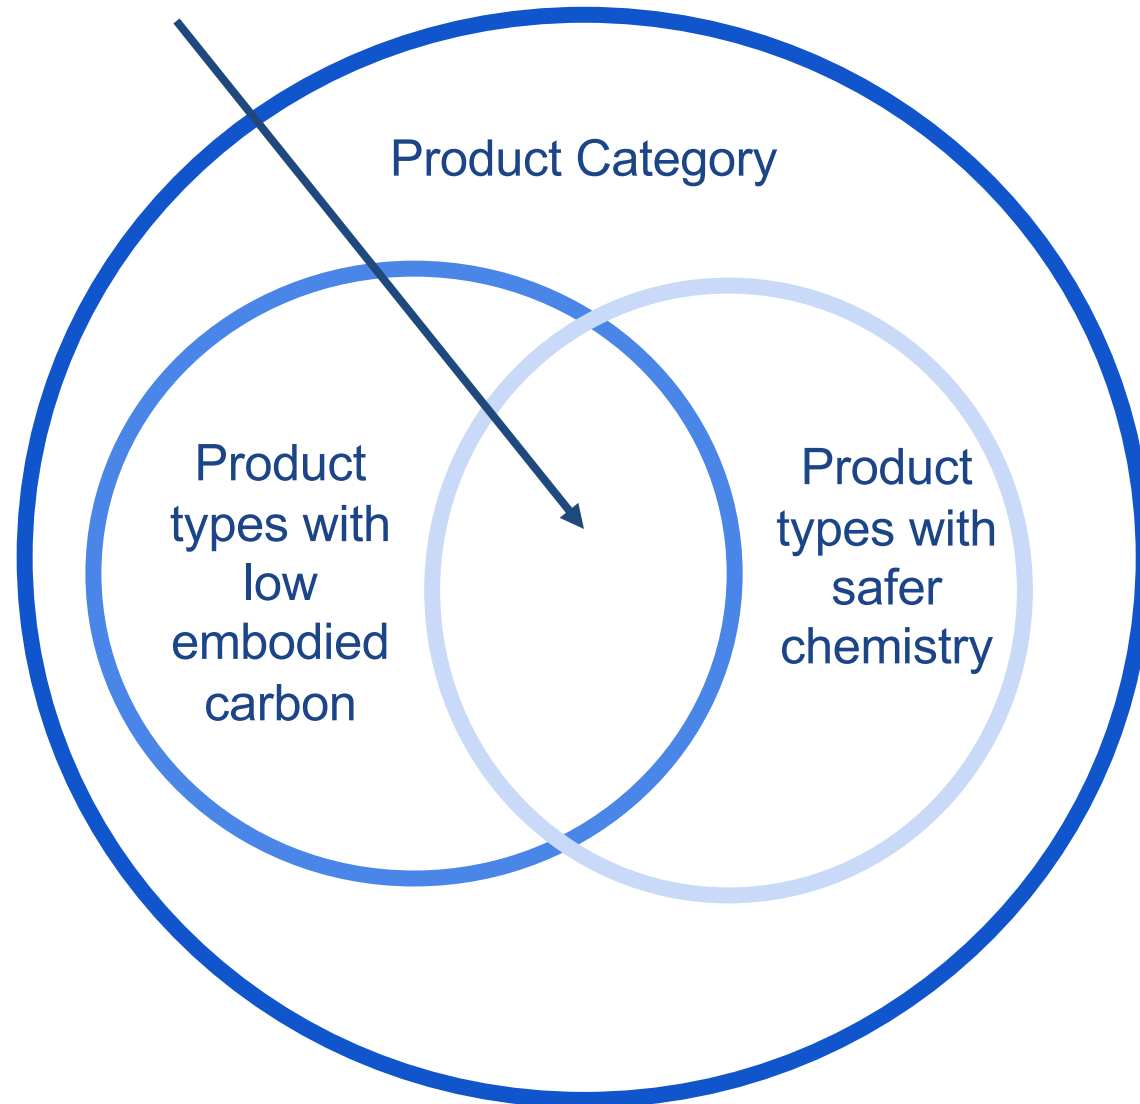 Product Category
Product
types with
low
embodied
carbon
Product
types with
safer
chemistry